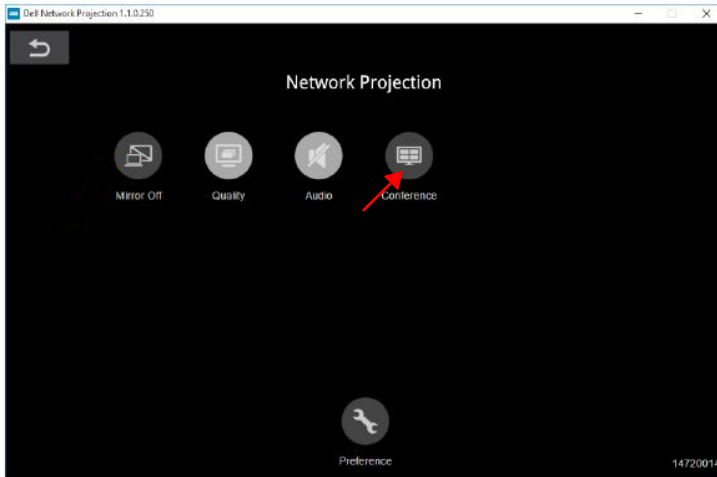 Dell Network Projection 1.1.0.250
Network Projection
Mirror Off
Quality
Audio
Conference
Preference
14720014